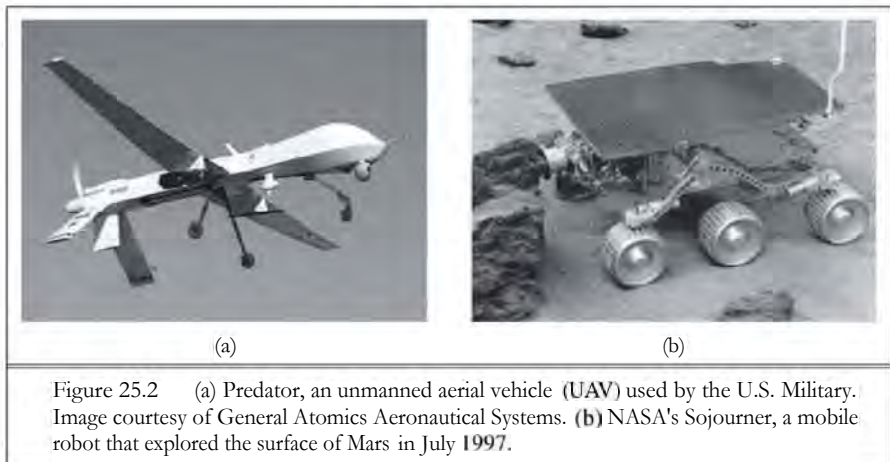 (a)
(b)
Figure 25.2 (a) Predator, an unmanned aerial vehicle (UAV) used by the U.S. Military.
Image courtesy of General Atomics Aeronautical Systems. (b) NASA's Sojourner, a mobile
robot that explored the surface of Mars in July 1997.